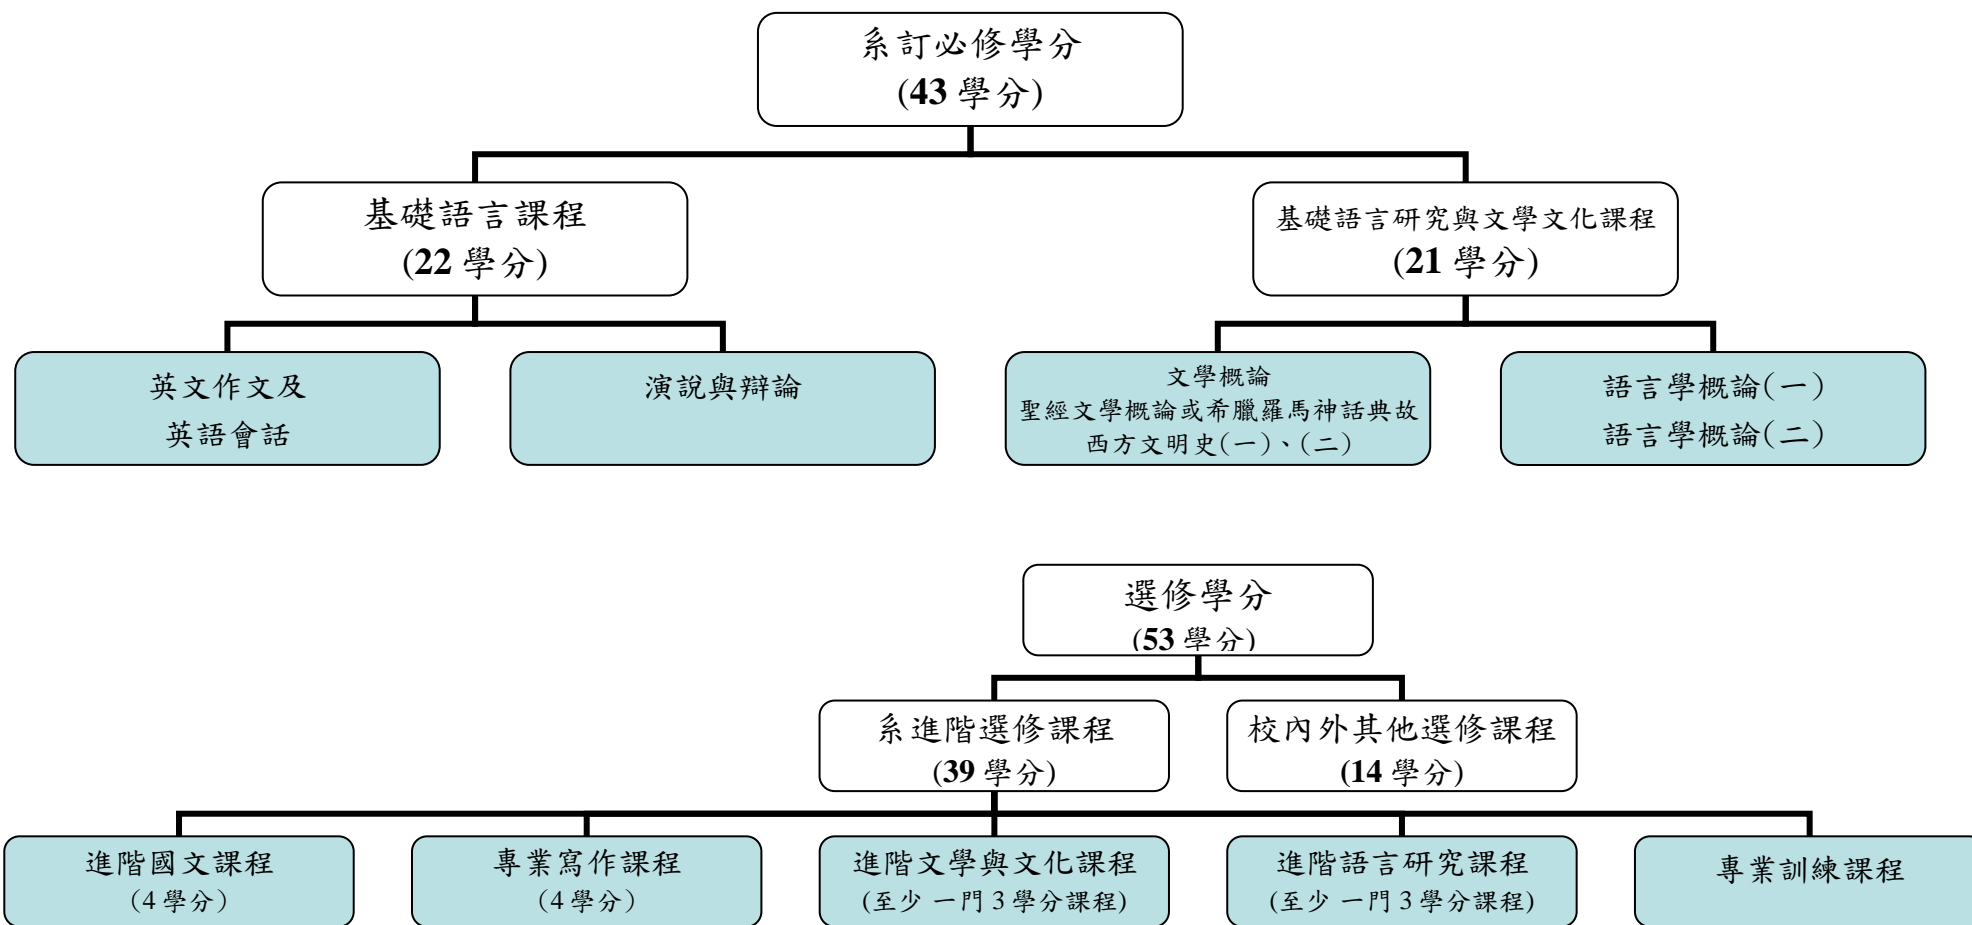 系訂必修學分
(43 學分)
基礎語言課程
(22 學分)
基礎語言研究與文學文化課程
(21 學分)
英文作文及
英語會話
演說與辯論
文學概論
聖經文學概論或希臘羅馬神話典故
西方文明史(一)、(二)
語言學概論(一)
語言學概論(二)
選修學分
(53 學分)
系進階選修課程
(39 學分)
校內外其他選修課程
(14 學分)
進階國文課程
(4 學分)
專業寫作課程
(4 學分)
進階文學與文化課程
(至少 一門 3 學分課程)
進階語言研究課程
(至少 一門 3 學分課程)
專業訓練課程